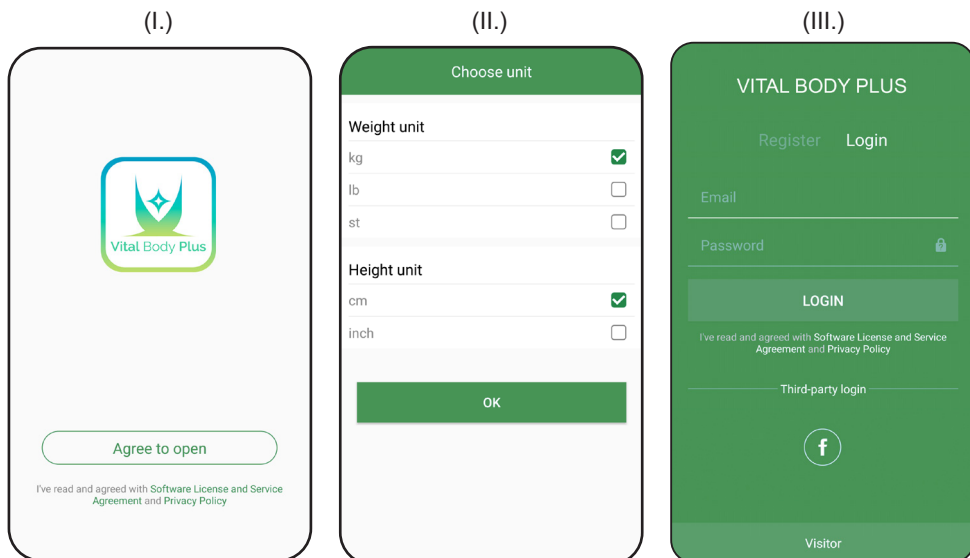 (I.)
Vital Body Plus
Agree to open
I've read and agreed with Software License and Service
Agreement and Privacy Policy
(II.)
Choose unit
Weight unit
kg
lb
st
Height unit
cm
inch
OK
(III.)
VITAL BODY PLUS
Register Login
Email
Password
LOGIN
I've read and agreed with Software License and Service
Agreement and Privacy Policy
Third-party login
f
Visitor